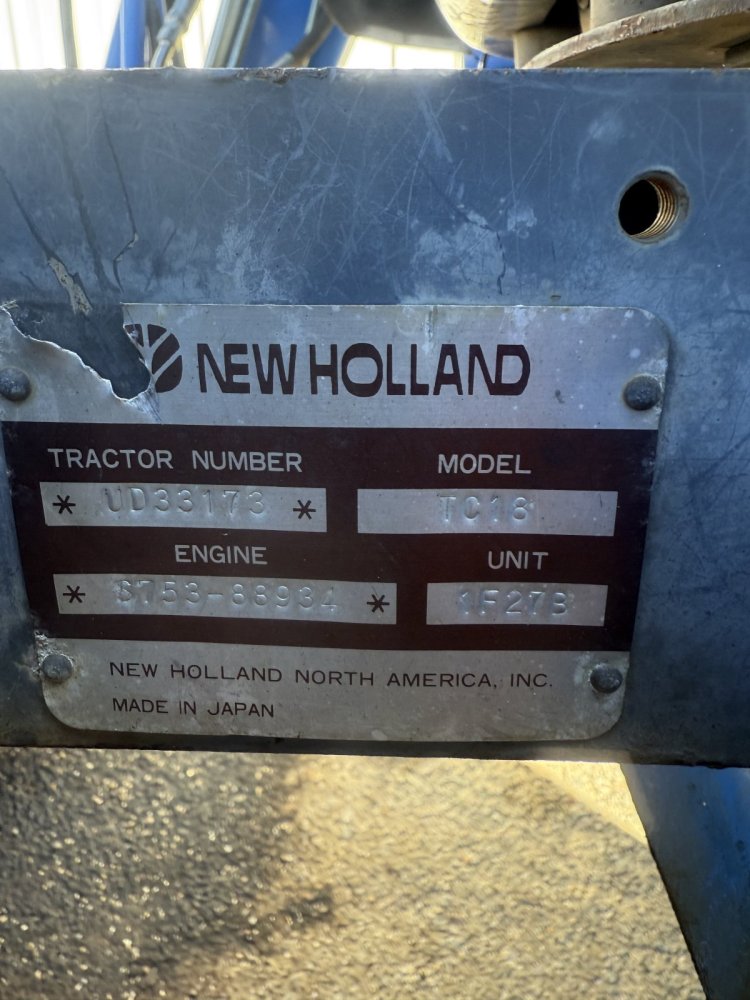 NEW HOLLAND
TRACTOR NUMBER MODEL
* UD33173 * TC18
ENGINE UNIT
* S753-88934 * 1F27B
NEW HOLLAND NORTH AMERICA, INC.
MADE IN JAPAN